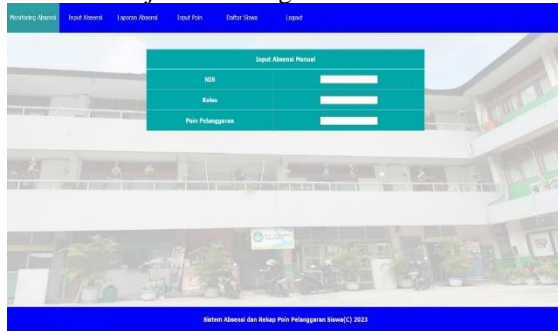 Monitoring Absensi Input Absensi Laporan Absensi Input Poin Daftar Siswa Logout
Input Absensi Manual
NIS
Kelas
Poin Pelanggaran
Sistem Absensi dan Rekap Poin Pelanggaran Siswa(C) 2023